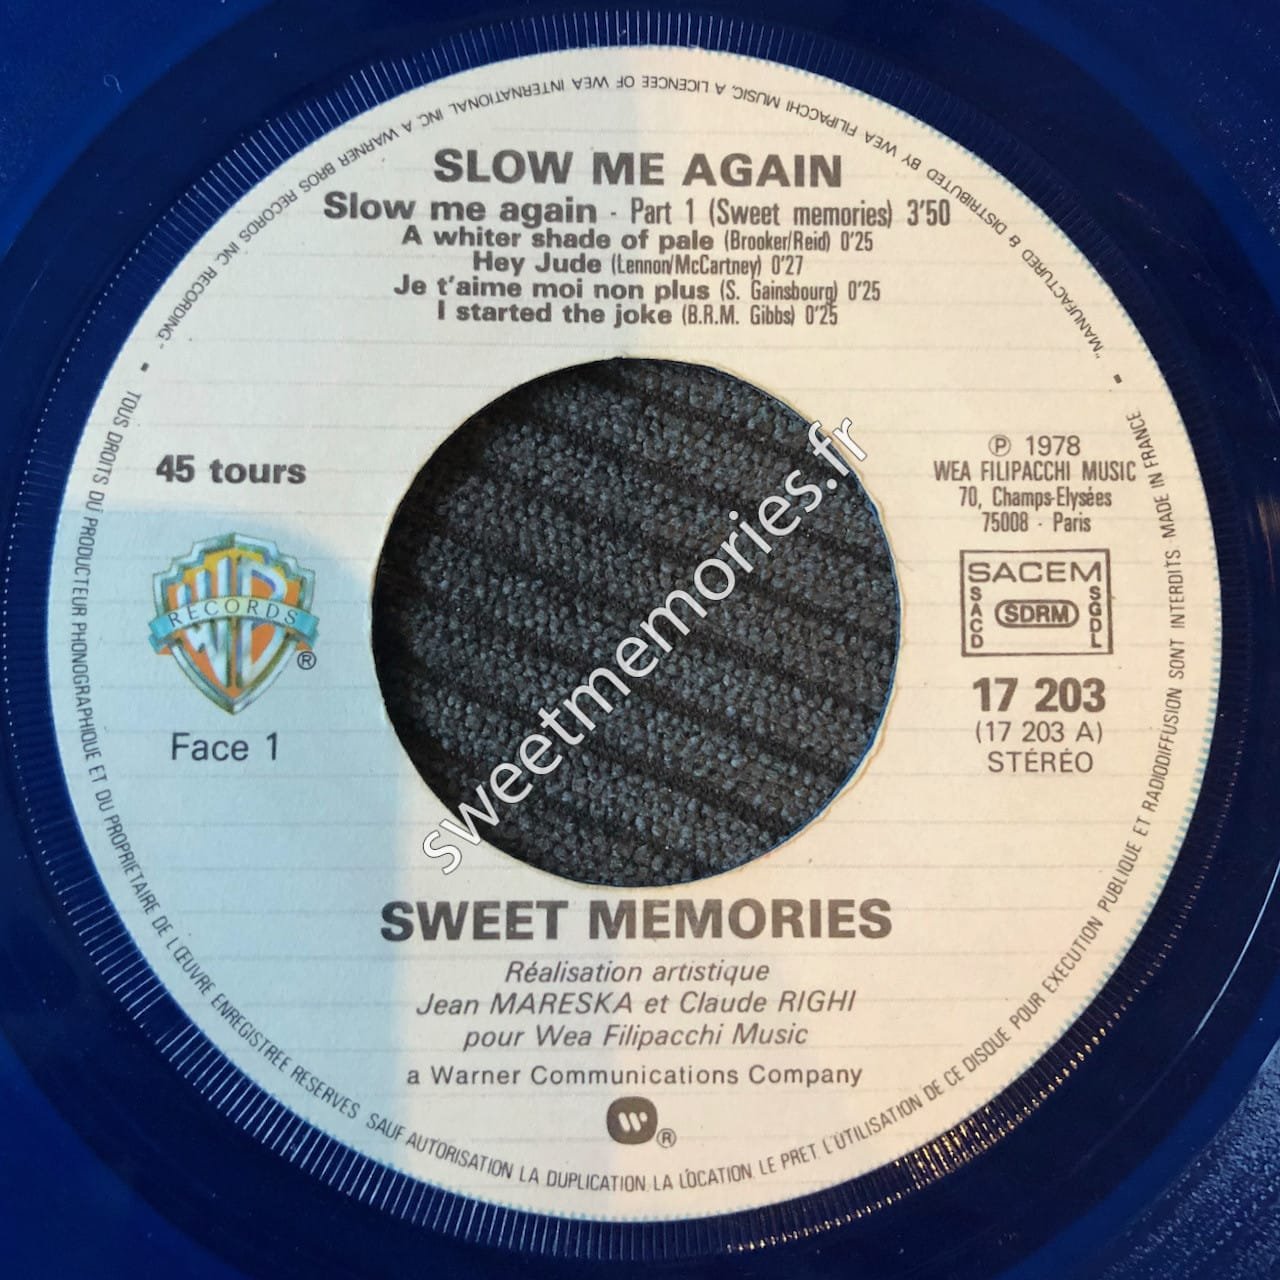 "MANUFACTURED & DISTRIBUTED BY WEA FILIPACCHI MUSIC, A LICENCEE OF WEA INTERNATIONAL INC. A WARNER BROS RECORDS INC RECORDING"
SLOW ME AGAIN
Slow me again - Part 1 (Sweet memories) 3'50
A whiter shade of pale (Brooker/Reid) 0'25
Hey Jude (Lennon/McCartney) 0'27
Je t'aime moi non plus (S. Gainsbourg) 0'25
I started the joke (B.R.M. Gibbs) 0'25
45 tours
RECORDS
®
Face 1
℗ 1978
WEA FILIPACCHI MUSIC
70, Champs-Elysées
75008 - Paris
SACEM
SACD
SDRM
SGDL
17 203
(17 203 A)
STÉRÉO
sweetmemories.fr
SWEET MEMORIES
Réalisation artistique
Jean MARESKA et Claude RIGHI
pour Wea Filipacchi Music
a Warner Communications Company
®
TOUS DROITS DU PRODUCTEUR PHONOGRAPHIQUE ET DU PROPRIETAIRE DE L'ŒUVRE ENREGISTREE RESERVES SAUF AUTORISATION LA DUPLICATION, LA LOCATION, LE PRET, L'UTILISATION DE CE DISQUE POUR EXECUTION PUBLIQUE ET RADIODIFFUSION SONT INTERDITS - MADE IN FRANCE